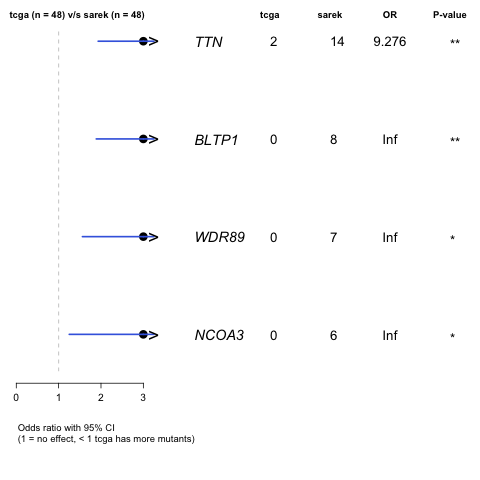 tcga (n = 48) v/s sarek (n = 48) tcga sarek OR P-value
TTN 2 14 9.276 **
BLTP1 0 8 Inf **
WDR89 0 7 Inf *
NCOA3 0 6 Inf *
0 1 2 3
Odds ratio with 95% CI
(1 = no effect, < 1 tcga has more mutants)